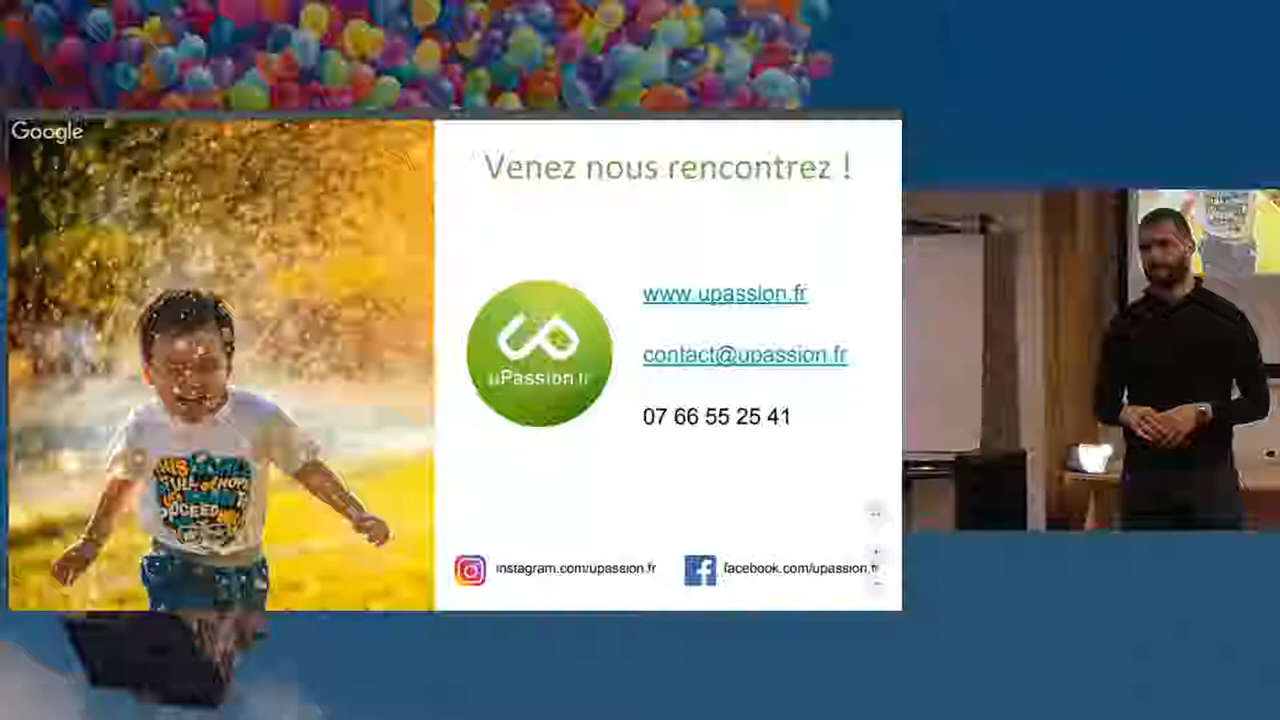 Google
Venez nous rencontrez !
www.upassion.fr
uPassion.fr
contact@upassion.fr
07 66 55 25 41
instagram.com/upassion.fr
facebook.com/upassion.fr